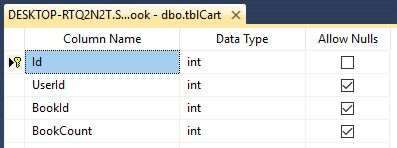 DESKTOP-RTQ2N2T.S...ook - dbo.tblCart
Column Name Data Type Allow Nulls
Id int
UserId int
BookId int
BookCount int